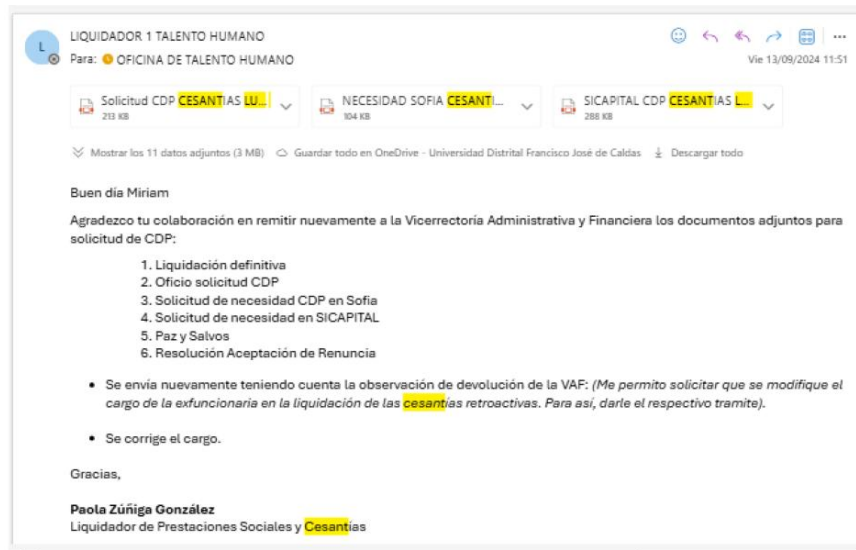 LIQUIDADOR 1 TALENTO HUMANO
L
Para: OFICINA DE TALENTO HUMANO
Vie 13/09/2024 11:51
Solicitud CDP CESANTIAS LU...
213 KB
NECESIDAD SOFIA CESANTI...
104 KB
SICAPITAL CDP CESANTIAS L...
288 KB
Mostrar los 11 datos adjuntos (3 MB) Guardar todo en OneDrive - Universidad Distrital Francisco José de Caldas Descargar todo
Buen día Miriam
Agradezco tu colaboración en remitir nuevamente a la Vicerrectoría Administrativa y Financiera los documentos adjuntos para
solicitud de CDP:
1. Liquidación definitiva
2. Oficio solicitud CDP
3. Solicitud de necesidad CDP en Sofia
4. Solicitud de necesidad en SICAPITAL
5. Paz y Salvos
6. Resolución Aceptación de Renuncia
• Se envía nuevamente teniendo cuenta la observación de devolución de la VAF: (Me permito solicitar que se modifique el
cargo de la exfuncionaria en la liquidación de las cesantías retroactivas. Para así, darle el respectivo tramite).
• Se corrige el cargo.
Gracias,
Paola Zúñiga González
Liquidador de Prestaciones Sociales y Cesantías